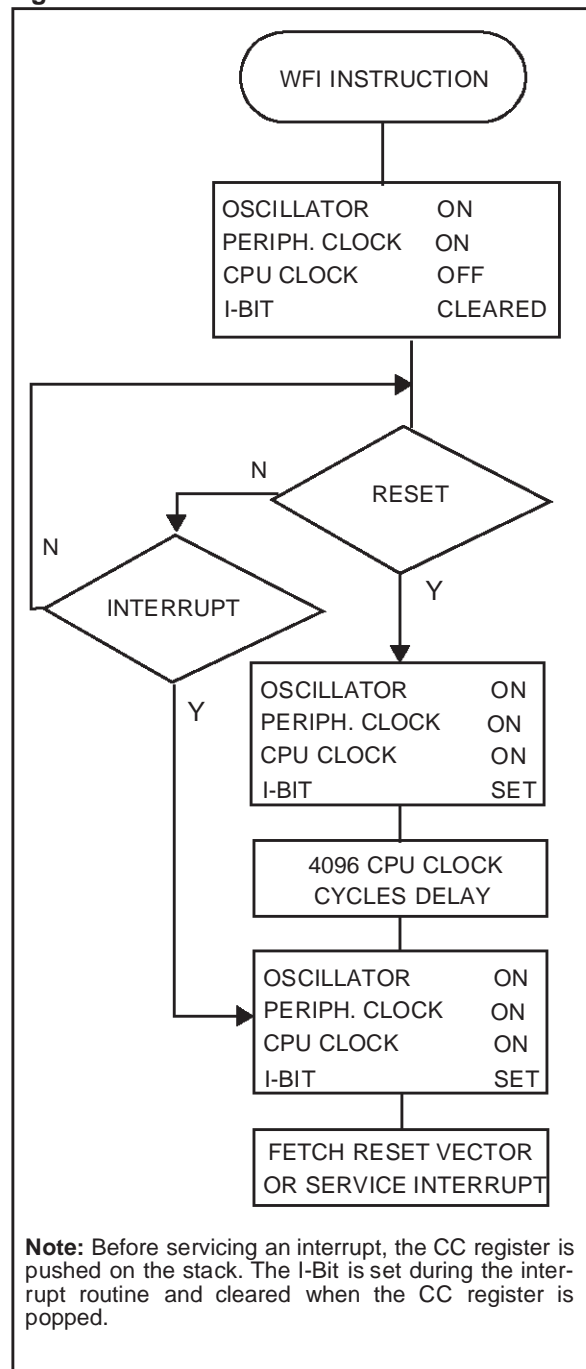 WFI INSTRUCTION
OSCILLATOR ON
PERIPH. CLOCK ON
CPU CLOCK OFF
I-BIT CLEARED
N
RESET
N
INTERRUPT
Y
Y
OSCILLATOR ON
PERIPH. CLOCK ON
CPU CLOCK ON
I-BIT SET
4096 CPU CLOCK
CYCLES DELAY
OSCILLATOR ON
PERIPH. CLOCK ON
CPU CLOCK ON
I-BIT SET
FETCH RESET VECTOR
OR SERVICE INTERRUPT
Note: Before servicing an interrupt, the CC register is
pushed on the stack. The I-Bit is set during the inter-
rupt routine and cleared when the CC register is
popped.